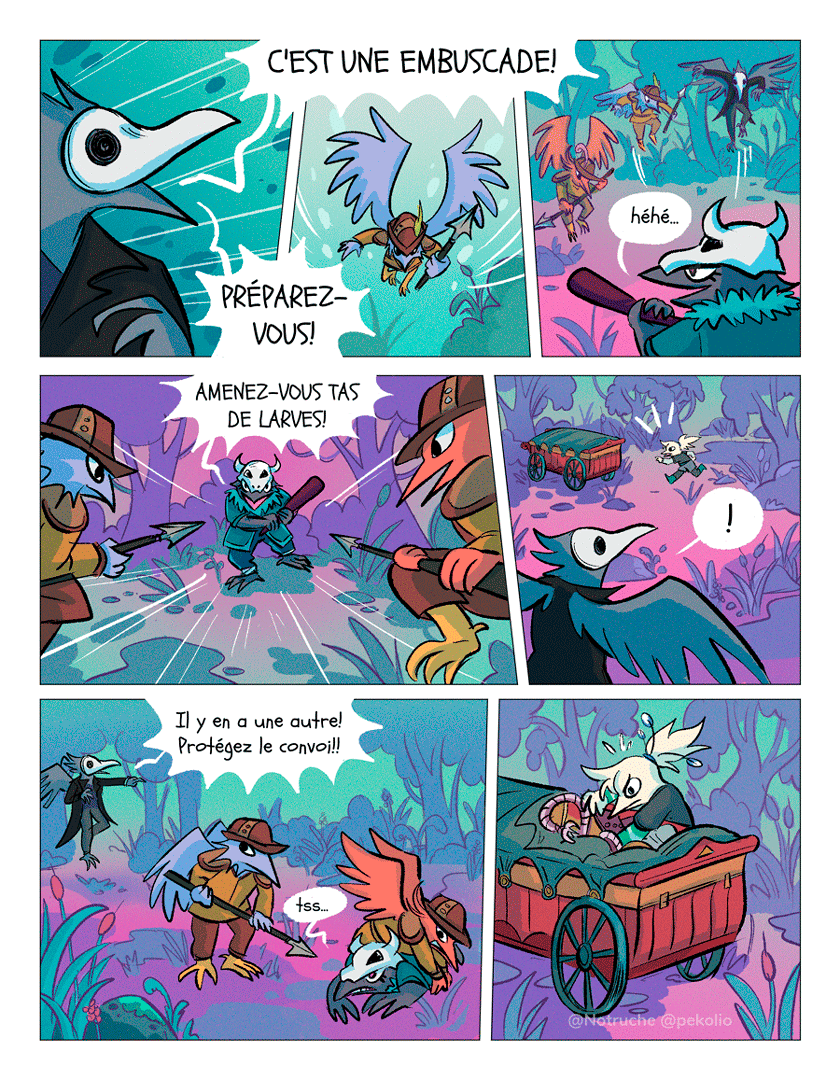 C'EST UNE EMBUSCADE!
PRÉPAREZ-
VOUS!
héhé...
AMENEZ-VOUS TAS
DE LARVES!
!
Il y en a une autre!
Protégez le convoi!!
tss...
@Notruche @pekolio